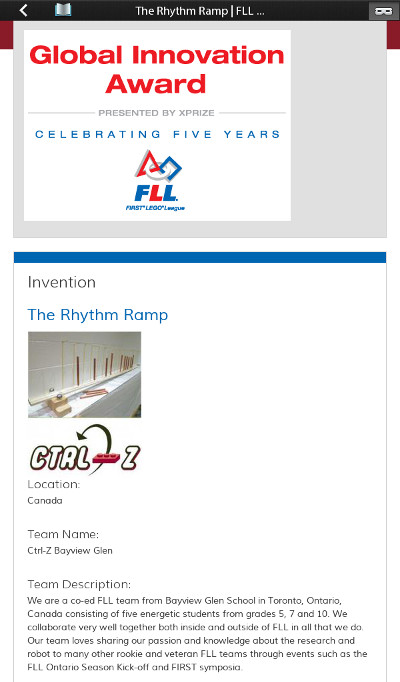 The Rhythm Ramp | FLL ...
Global Innovation
Award
PRESENTED BY XPRIZE
CELEBRATING FIVE YEARS
FLL.
FIRST LEGO League
Invention
The Rhythm Ramp
CTRL Z
Location:
Canada
Team Name:
Ctrl-Z Bayview Glen
Team Description:
We are a co-ed FLL team from Bayview Glen School in Toronto, Ontario,
Canada consisting of five energetic students from grades 5, 7 and 10. We
collaborate very well together both inside and outside of FLL in all that we do.
Our team loves sharing our passion and knowledge about the research and
robot to many other rookie and veteran FLL teams through events such as the
FLL Ontario Season Kick-off and FIRST symposia.